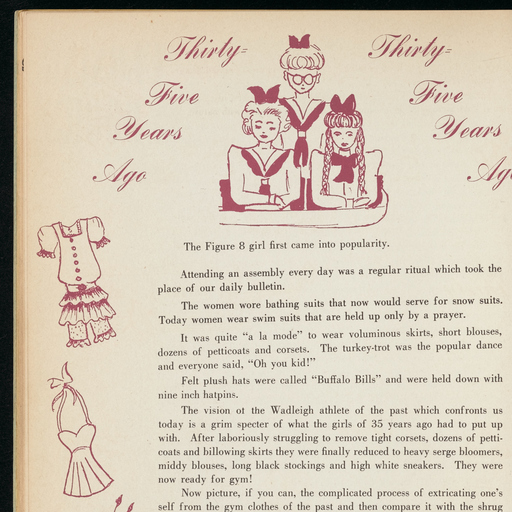 Thirty- Thirty-
Five Five
Years Years
Ago Ago
The Figure 8 girl first came into popularity.
Attending an assembly every day was a regular ritual which took the
place of our daily bulletin.
The women wore bathing suits that now would serve for snow suits.
Today women wear swim suits that are held up only by a prayer.
It was quite "a la mode" to wear voluminous skirts, short blouses,
dozens of petticoats and corsets. The turkey-trot was the popular dance
and everyone said, "Oh you kid!"
Felt plush hats were called "Buffalo Bills" and were held down with
nine inch hatpins.
The vision of the Wadleigh athlete of the past which confronts us
today is a grim specter of what the girls of 35 years ago had to put up
with. After laboriously struggling to remove tight corsets, dozens of petti-
coats and billowing skirts they were finally reduced to heavy serge bloomers,
middy blouses, long black stockings and high white sneakers. They were
now ready for gym!
Now picture, if you can, the complicated process of extricating one's
self from the gym clothes of the past and then compare it with the shrug